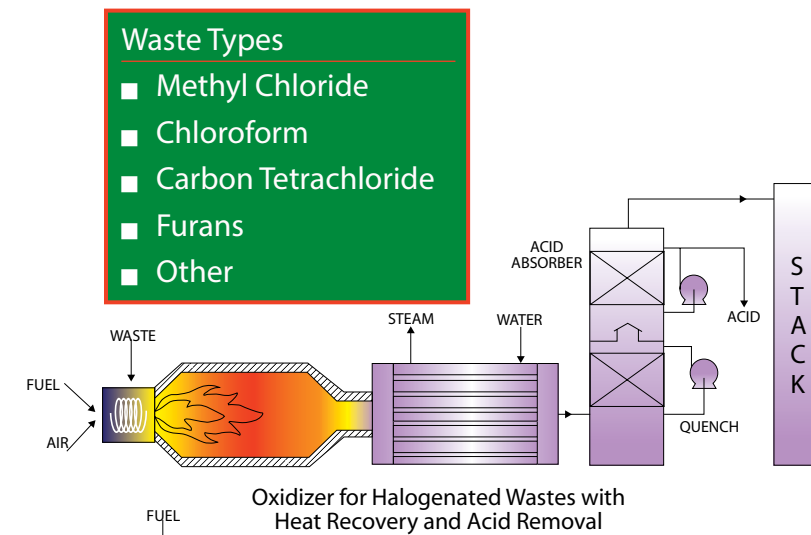 Waste Types
Methyl Chloride
Chloroform
Carbon Tetrachloride
Furans
Other
ACID
ABSORBER
STACK
ACID
STEAM
WATER
WASTE
FUEL
AIR
QUENCH
Oxidizer for Halogenated Wastes with
Heat Recovery and Acid Removal
FUEL